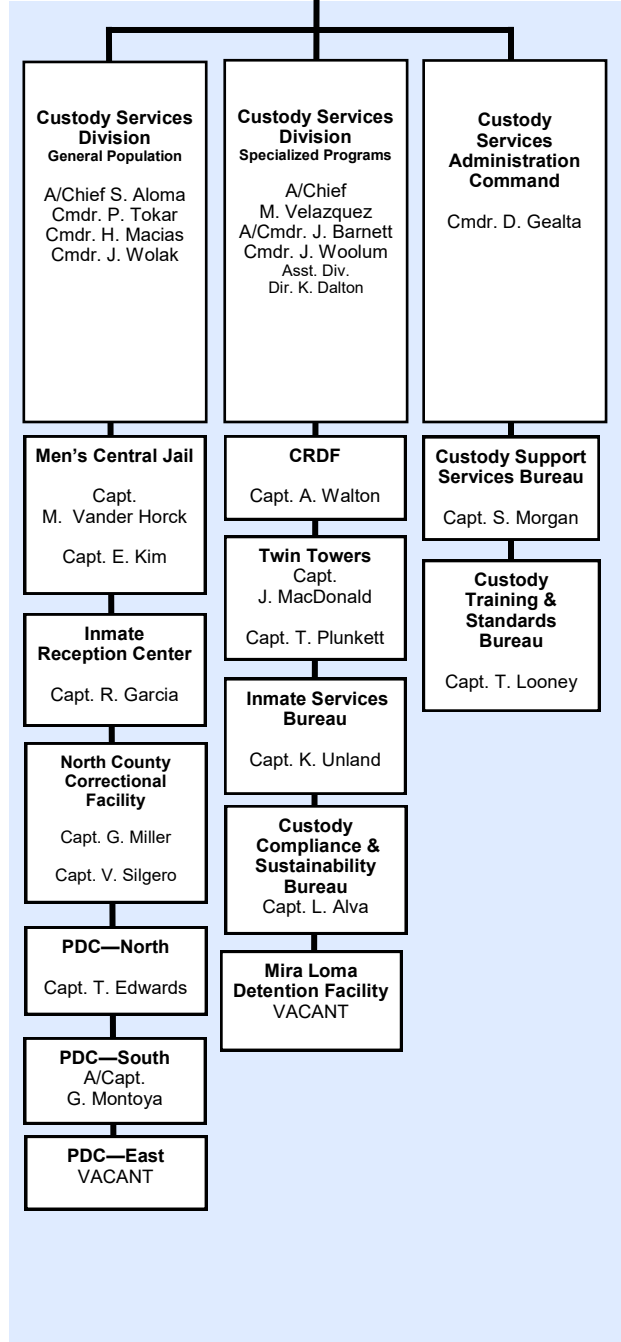 Custody Services
Division
General Population
A/Chief S. Aloma
Cmdr. P. Tokar
Cmdr. H. Macias
Cmdr. J. Wolak
Men's Central Jail
Capt.
M. Vander Horck
Capt. E. Kim
Inmate
Reception Center
Capt. R. Garcia
North County
Correctional
Facility
Capt. G. Miller
Capt. V. Silgero
PDC—North
Capt. T. Edwards
PDC—South
A/Capt.
G. Montoya
PDC—East
VACANT
Custody Services
Division
Specialized Programs
A/Chief
M. Velazquez
A/Cmdr. J. Barnett
Cmdr. J. Woolum
Asst. Div.
Dir. K. Dalton
CRDF
Capt. A. Walton
Twin Towers
Capt.
J. MacDonald
Capt. T. Plunkett
Inmate Services
Bureau
Capt. K. Unland
Custody
Compliance &
Sustainability
Bureau
Capt. L. Alva
Mira Loma
Detention Facility
VACANT
Custody
Services
Administration
Command
Cmdr. D. Gealta
Custody Support
Services Bureau
Capt. S. Morgan
Custody
Training &
Standards
Bureau
Capt. T. Looney